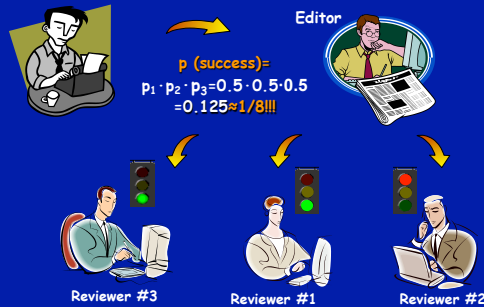 Editor
p (success)=
p₁·p₂·p₃=0.5·0.5·0.5
=0.125≈1/8!!!
Reviewer #3
Reviewer #1
Reviewer #2